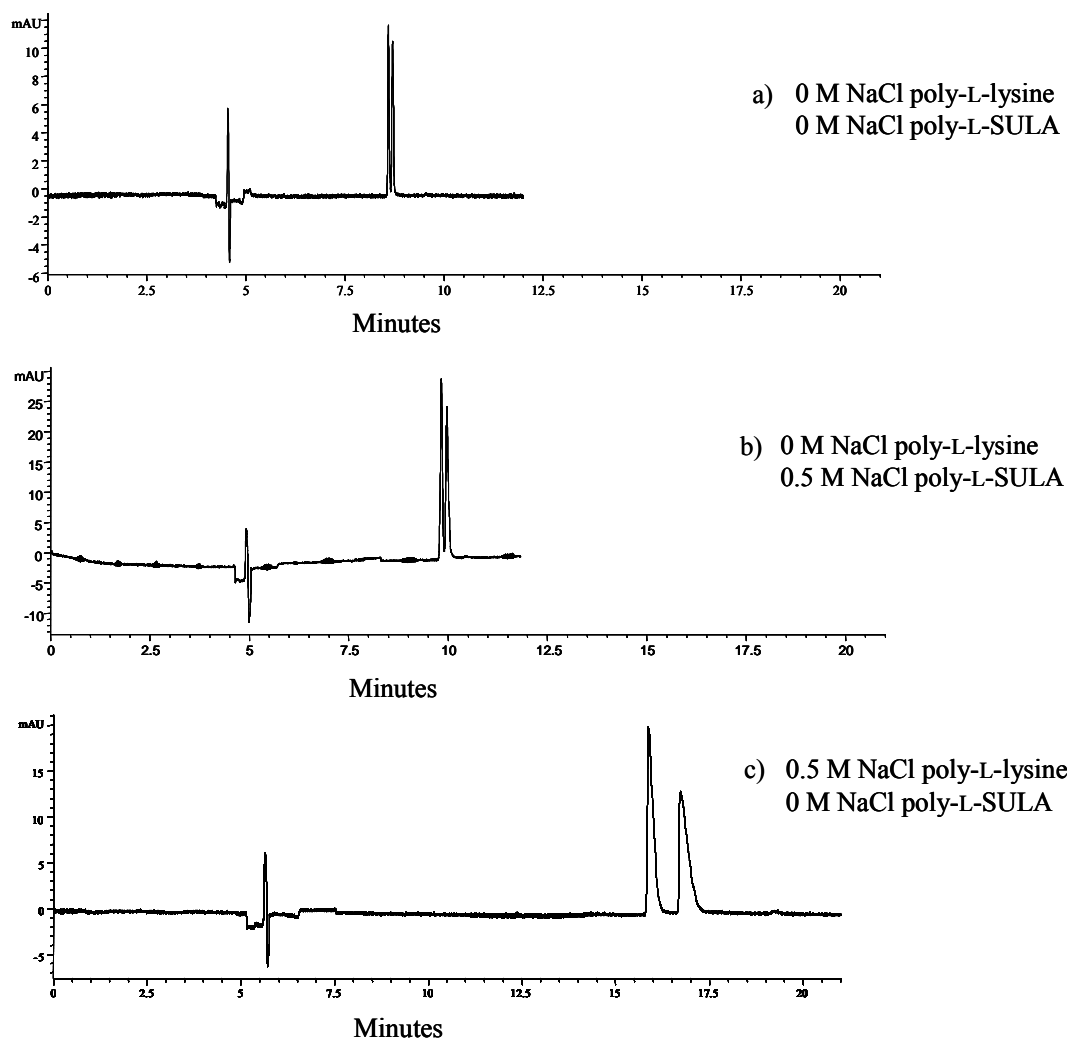 mAU
10
8
6
4
2
0
-2
-4
-6
0 2.5 5 7.5 10 12.5 15 17.5 20
Minutes
a) 0 M NaCl poly-L-lysine
0 M NaCl poly-L-SULA
mAU
25
20
15
10
5
0
-5
-10
0 2.5 5 7.5 10 12.5 15 17.5 20
Minutes
b) 0 M NaCl poly-L-lysine
0.5 M NaCl poly-L-SULA
mAU
15
10
5
0
-5
0 2.5 5 7.5 10 12.5 15 17.5 20
Minutes
c) 0.5 M NaCl poly-L-lysine
0 M NaCl poly-L-SULA